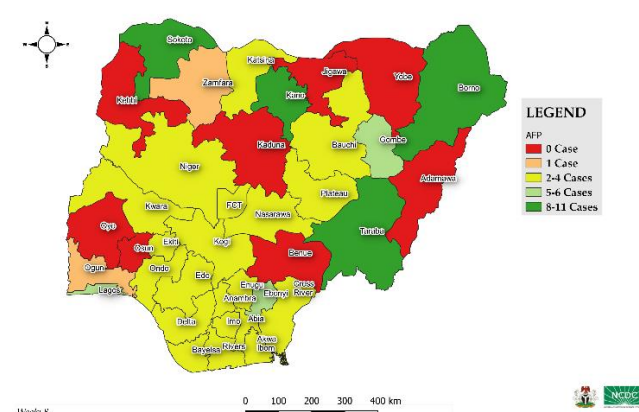 Sokoto
Katsina
Jigawa
Yobe
Borno
Zamfara
Kebbi
Kano
LEGEND
AFP
0 Case
1 Case
2-4 Cases
5-6 Cases
8-11 Cases
Gombe
Kaduna
Bauchi
Niger
Adamawa
Plateau
Kwara
FCT
Nasarawa
Taraba
Oyo
Osun
Ekiti
Kogi
Benue
Ogun
Ondo
Edo
Lagos
Enugu
Ebonyi
Cross
River
Anambra
Abia
Delta
Imo
Akwa
Ibom
Bayelsa
Rivers
0 100 200 300 400 km
NCDC